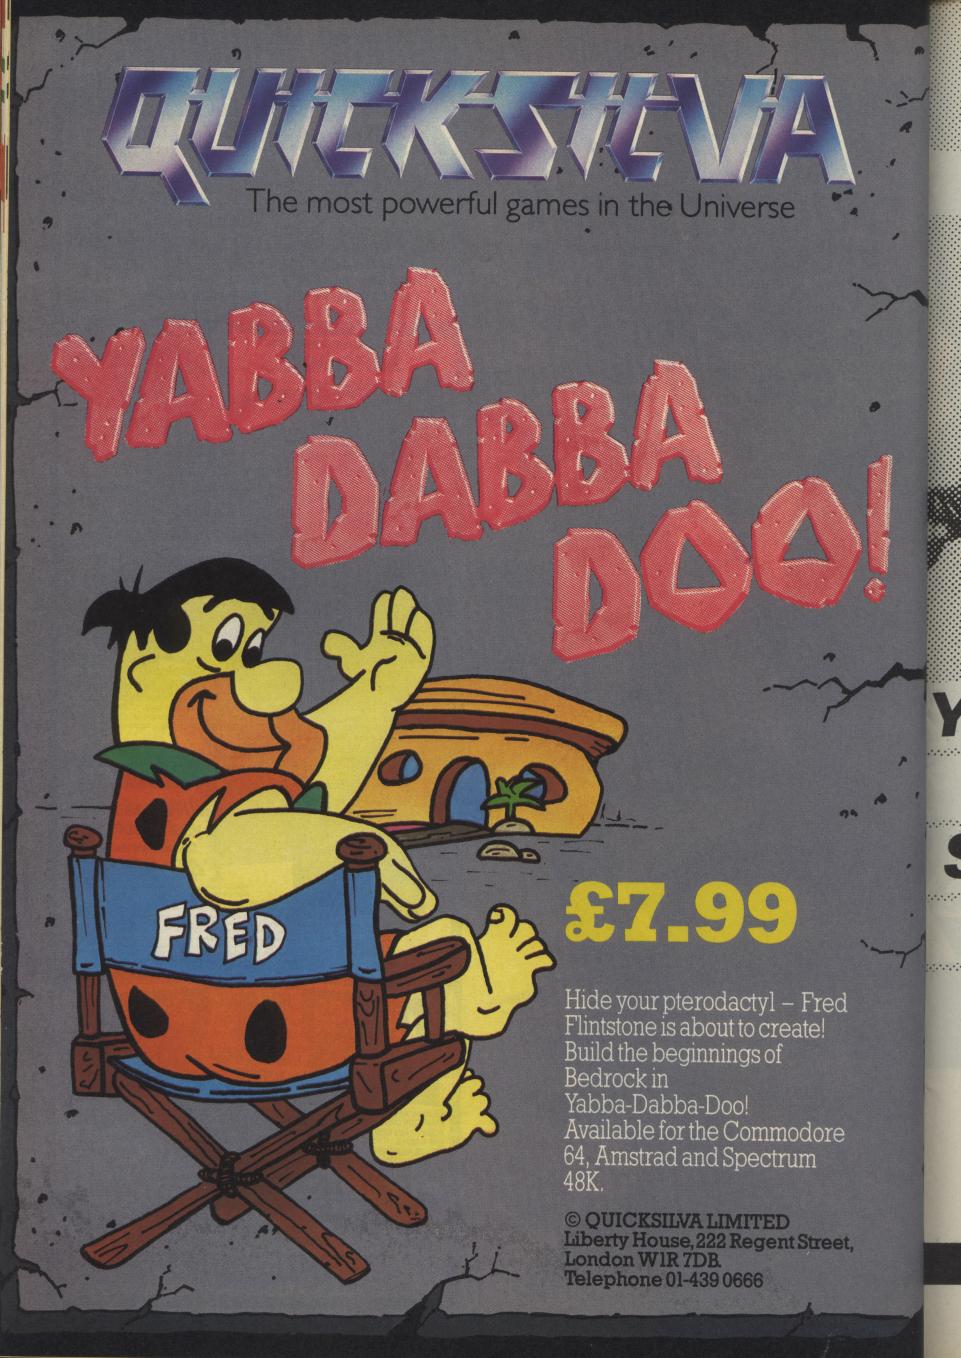 QUICKSILVA
The most powerful games in the Universe
YABBA
DABBA
DOO!
FRED
£7.99
Hide your pterodactyl – Fred
Flintstone is about to create!
Build the beginnings of
Bedrock in
Yabba-Dabba-Doo!
Available for the Commodore
64, Amstrad and Spectrum
48K.
© QUICKSILVA LIMITED
Liberty House, 222 Regent Street,
London W1R 7DB.
Telephone 01-439 0666